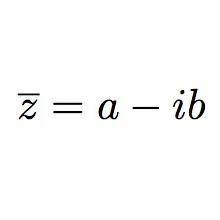 z̅ = a − ib